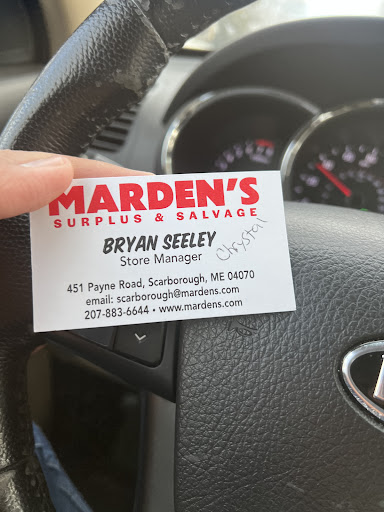 MARDEN'S
SURPLUS & SALVAGE
BRYAN SEELEY
Store Manager
Chrystal
451 Payne Road, Scarborough, ME 04070
email: scarborough@mardens.com
207-883-6644 • www.mardens.com